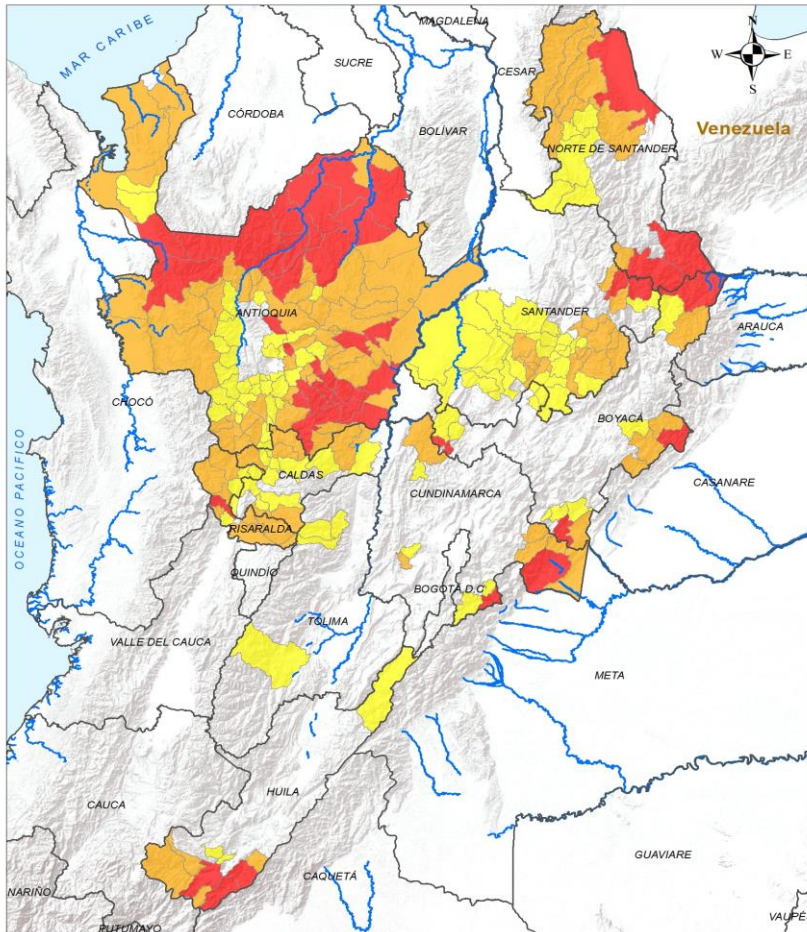 MAGDALENA
N
MAR CARIBE
SUCRE
CESAR
W E
S
CÓRDOBA
BOLÍVAR
Venezuela
NORTE DE SANTANDER
ANTIOQUIA
SANTANDER
ARAUCA
CHOCÓ
BOYACÁ
CALDAS
CUNDINAMARCA
CASANARE
OCEANO PACIFICO
RISARALDA
QUINDÍO
BOGOTÁ D.C
TOLIMA
VALLE DEL CAUCA
META
HUILA
CAUCA
GUAVIARE
CAQUETÁ
NARIÑO
PUTUMAYO
VAUPÉ